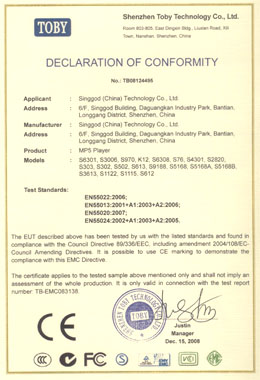 TOBY
Shenzhen Toby Technology Co., Ltd.
Town, Nanshan, Shenzhen, China
DECLARATION OF CONFORMITY
No.: TB08124495
Applicant : Singgod (China) Technology Co., Ltd.
Address : 6/F, Singgod Building, Daguangkan Industry Park, Bantian,
Longgang District, Shenzhen, China
Manufacturer : Singgod (China) Technology Co., Ltd.
Address : 6/F, Singgod Building, Daguangkan Industry Park, Bantian,
Longgang District, Shenzhen, China
Product : MP5 Player
Models : S6301, S3006, S970, K12, S6308, S76, S4301, S2820,
S303, S302, S502, S613, S9188, S5168, S5168A, S5188B,
S3613, S1122, S1115, S612
Test Standards:
EN55022:2006;
EN55013:2001+A1:2003+A2:2006;
EN55020:2007;
EN55024:2002+A1:2003+A2:2005.
The EUT described above has been tested by us with the listed standards and found in
compliance with the Council Directive 89/336/EEC, including amendment 2004/108/EC-
Council Amending Directives. It is possible to use CE marking to demonstrate the
compliance with this EMC Directive.
The certificate applies to the tested sample above mentioned only and shall not imply an
assessment of the whole production. It is only valid in connection with the test report
number: TB-EMC083138.
CE
TOBY
Justin
Manager
Dec. 15, 2008